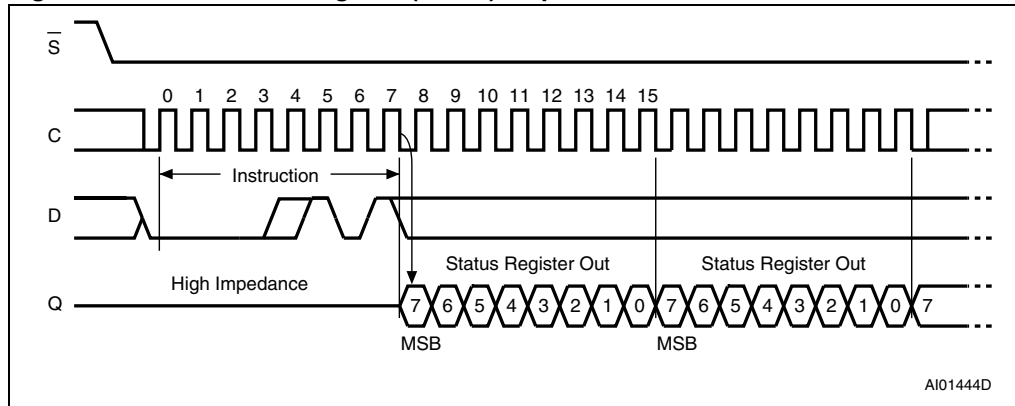 S
0 1 2 3 4 5 6 7 8 9 10 11 12 13 14 15
C
Instruction
D
High Impedance
Status Register Out Status Register Out
Q
7 6 5 4 3 2 1 0 7 6 5 4 3 2 1 0 7
MSB MSB
AI01444D